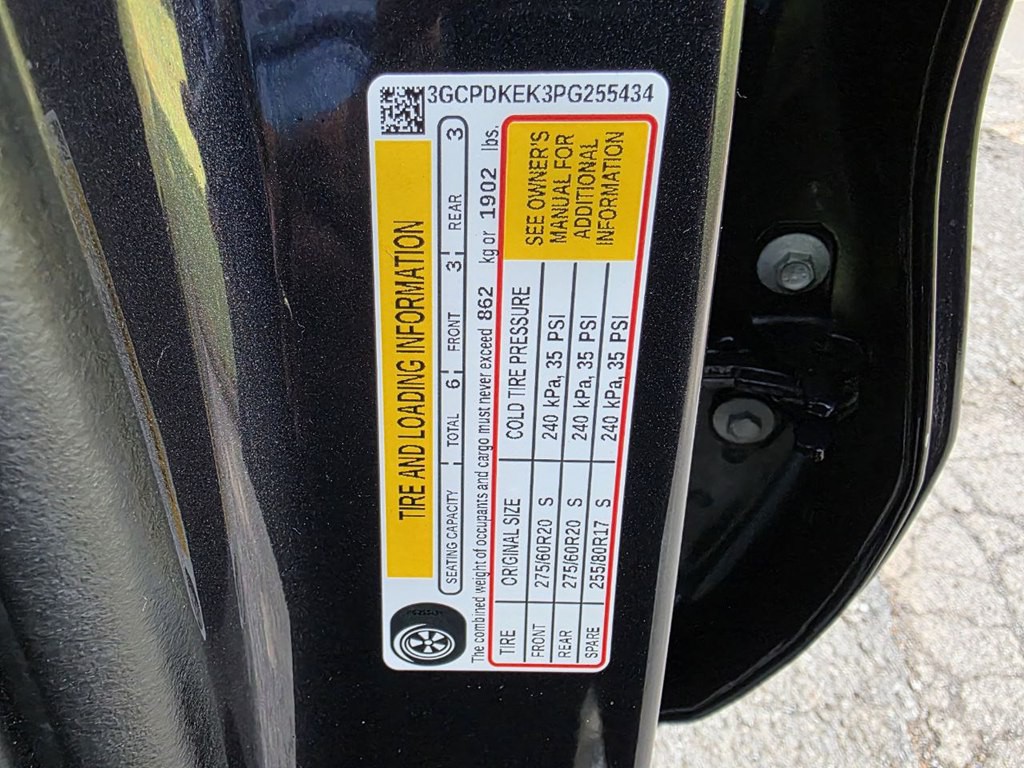 3GCPDKEK3PG255434
TIRE AND LOADING INFORMATION
SEATING CAPACITY TOTAL 6 FRONT 3 REAR 3
The combined weight of occupants and cargo must never exceed 862 kg or 1902 lbs.
TIRE ORIGINAL SIZE COLD TIRE PRESSURE
FRONT 275/60R20 S 240 kPa, 35 PSI
REAR 275/60R20 S 240 kPa, 35 PSI
SPARE 255/80R17 S 240 kPa, 35 PSI
SEE OWNER'S
MANUAL FOR
ADDITIONAL
INFORMATION